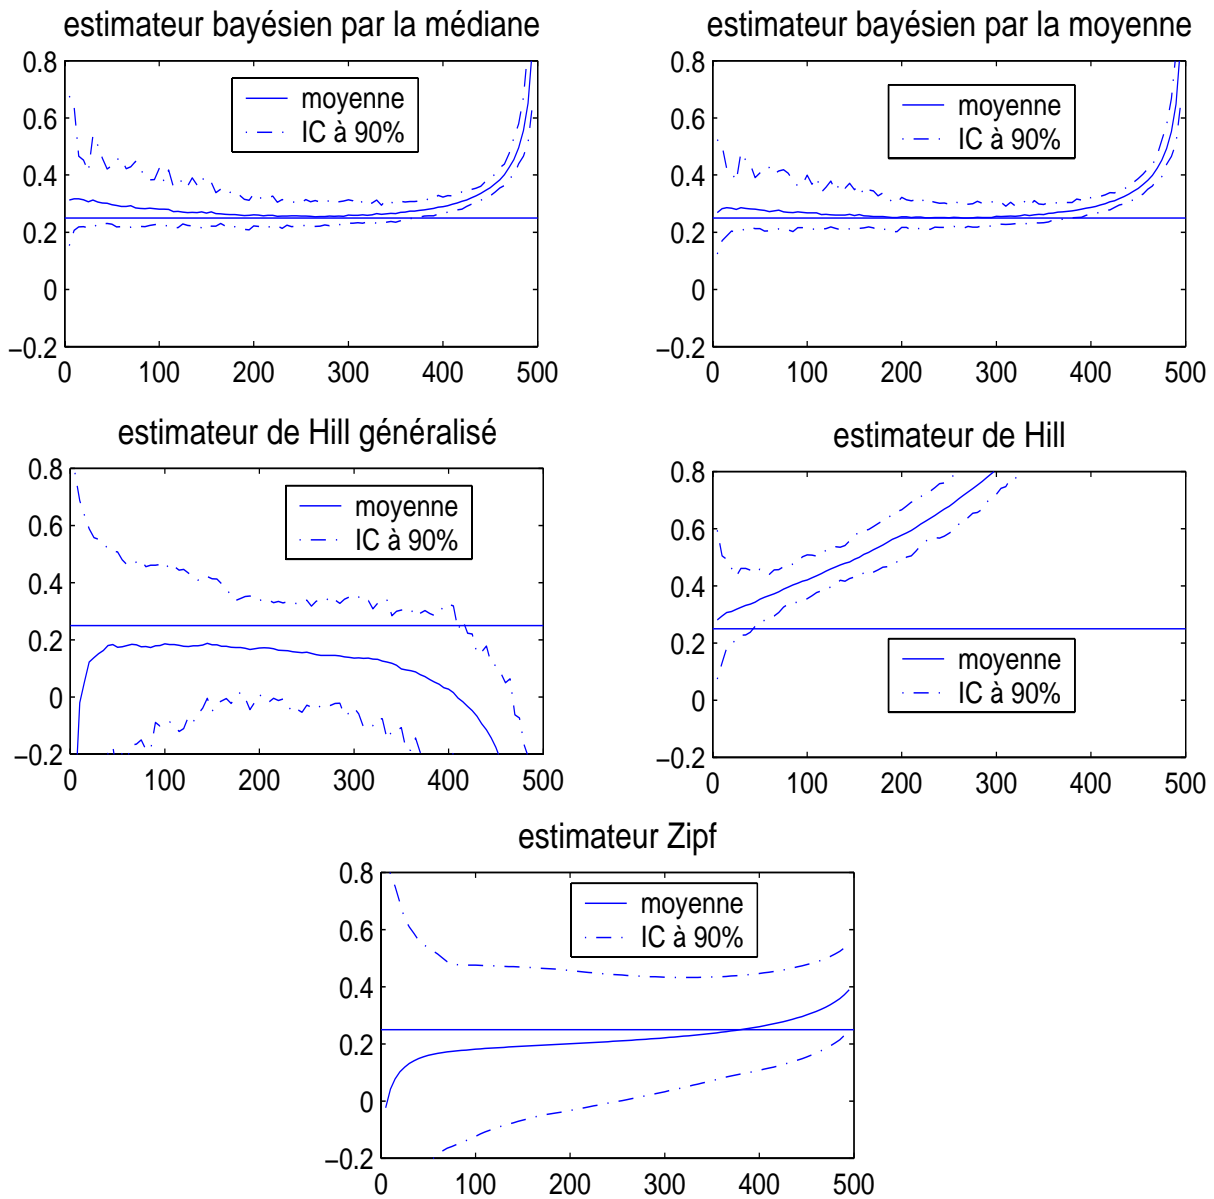 estimateur bayésien par la médiane
0.8
0.6
0.4
0.2
0
−0.2
0 100 200 300 400 500
moyenne
IC à 90%
estimateur bayésien par la moyenne
0.8
0.6
0.4
0.2
0
−0.2
0 100 200 300 400 500
moyenne
IC à 90%
estimateur de Hill généralisé
0.8
0.6
0.4
0.2
0
−0.2
0 100 200 300 400 500
moyenne
IC à 90%
estimateur de Hill
0.8
0.6
0.4
0.2
0
−0.2
0 100 200 300 400 500
moyenne
IC à 90%
estimateur Zipf
0.8
0.6
0.4
0.2
0
−0.2
0 100 200 300 400 500
moyenne
IC à 90%